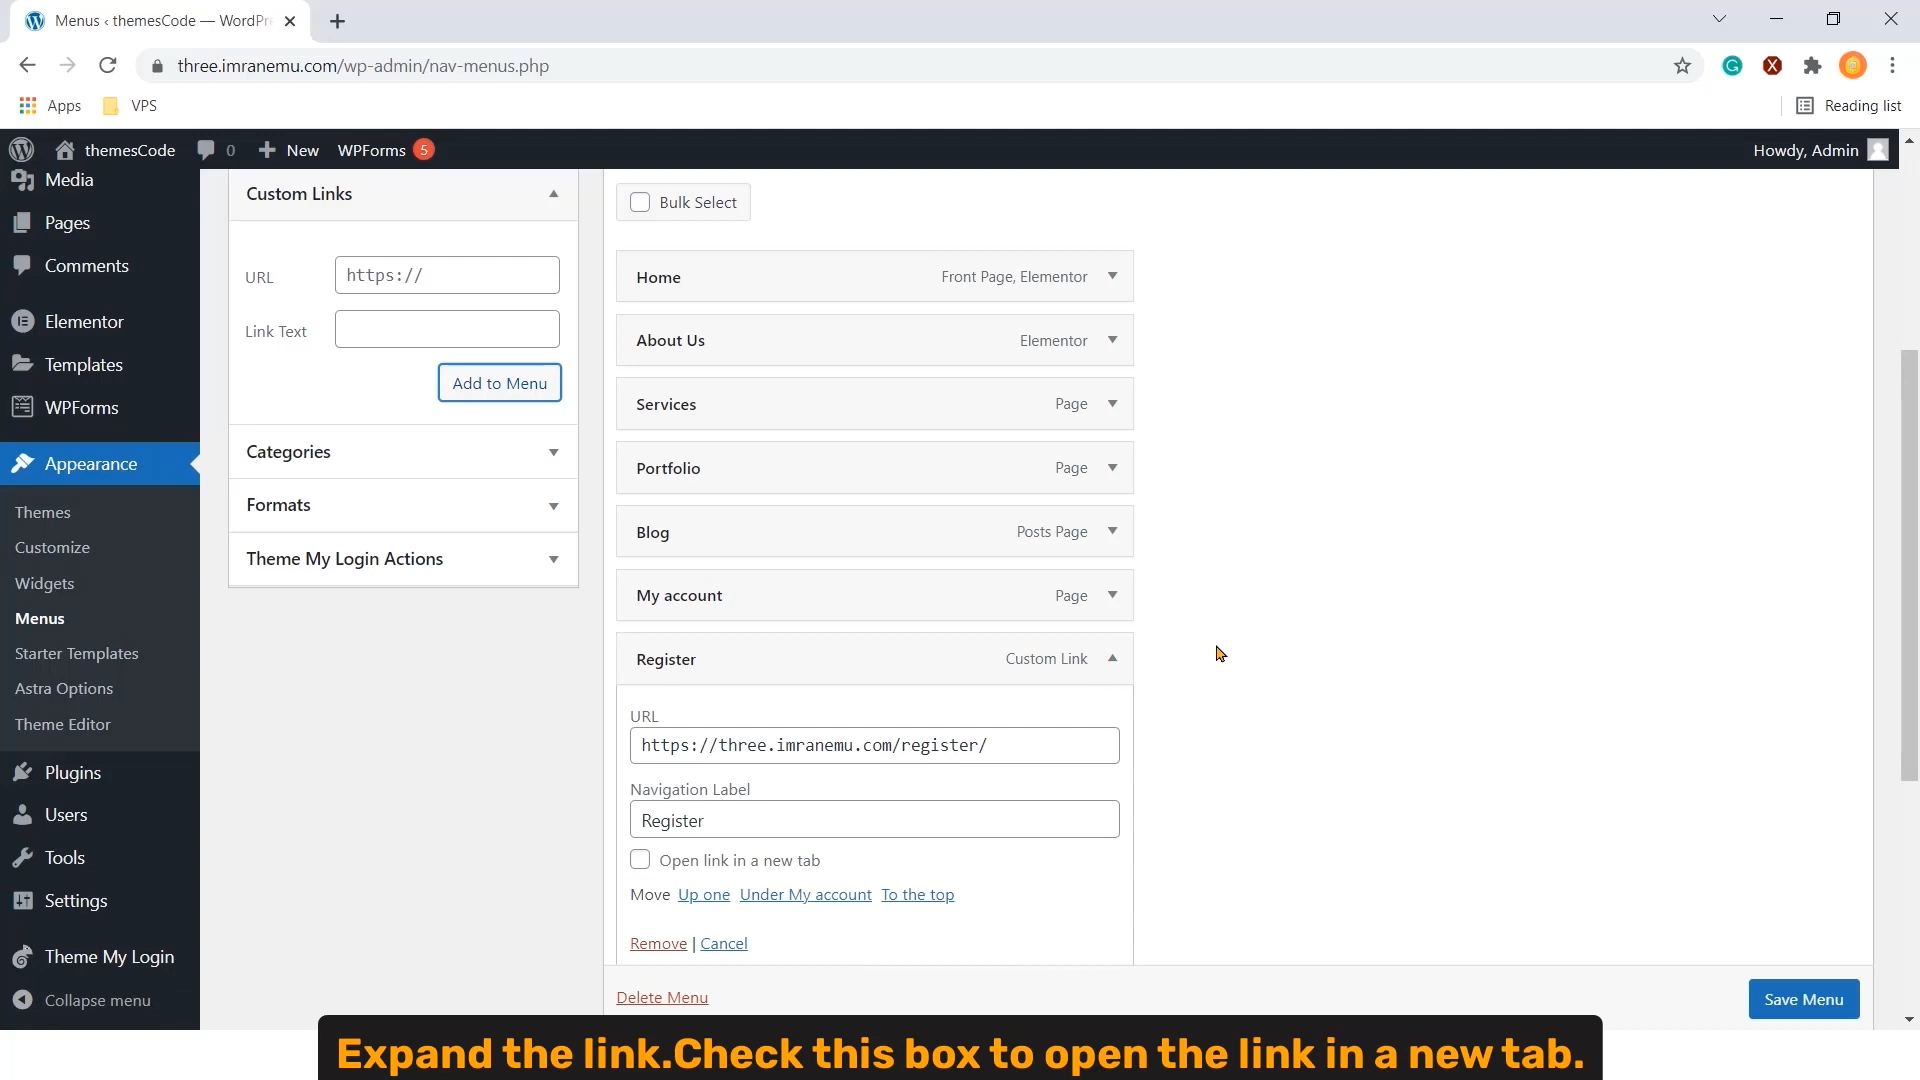 Menus ‹ themesCode — WordPr
three.imranemu.com/wp-admin/nav-menus.php
Apps VPS Reading list
themesCode 0 New WPForms 5 Howdy, Admin
Media
Pages
Comments
Elementor
Templates
WPForms
Appearance
Themes
Customize
Widgets
Menus
Starter Templates
Astra Options
Theme Editor
Plugins
Users
Tools
Settings
Theme My Login
Collapse menu
Custom Links
URL https://
Link Text
Add to Menu
Categories
Formats
Theme My Login Actions
Bulk Select
Home Front Page, Elementor
About Us Elementor
Services Page
Portfolio Page
Blog Posts Page
My account Page
Register Custom Link
URL
https://three.imranemu.com/register/
Navigation Label
Register
Open link in a new tab
Move Up one Under My account To the top
Remove | Cancel
Delete Menu Save Menu
Expand the link.Check this box to open the link in a new tab.